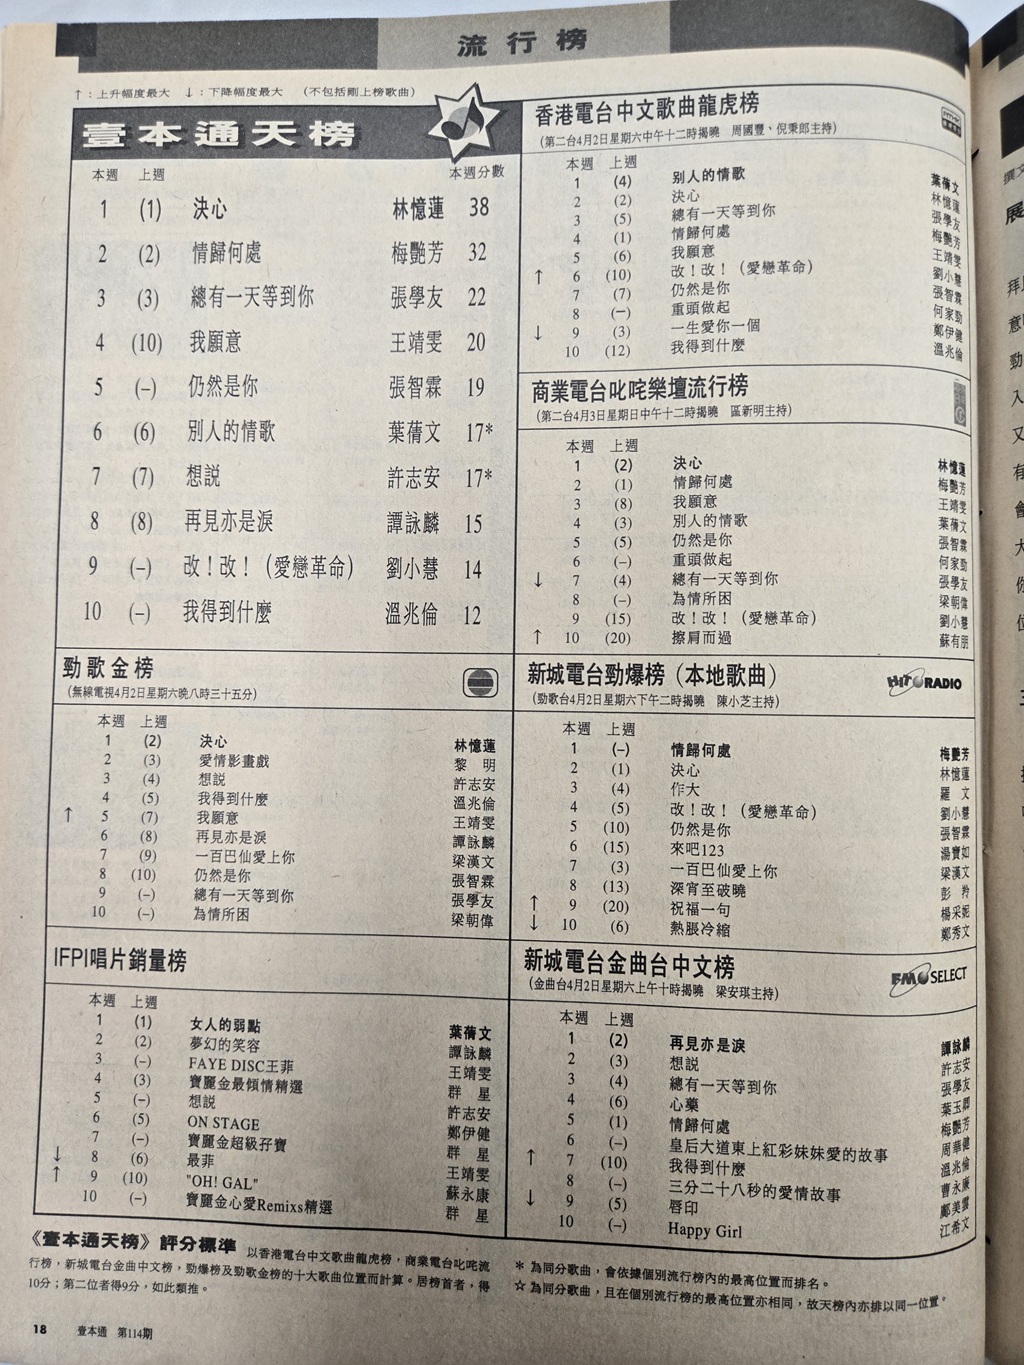 流行榜
↑：上升幅度最大　↓：下降幅度最大　（不包括剛上榜歌曲）
壹本通天榜
本週　上週　本週分數
1　(1)　決心　林憶蓮　38
2　(2)　情歸何處　梅艷芳　32
3　(3)　總有一天等到你　張學友　22
4　(10)　我願意　王靖雯　20
5　(–)　仍然是你　張智霖　19
6　(6)　別人的情歌　葉蒨文　17*
7　(7)　想説　許志安　17*
8　(8)　再見亦是淚　譚詠麟　15
9　(–)　改！改！（愛戀革命）　劉小慧　14
10　(–)　我得到什麼　溫兆倫　12
勁歌金榜
（無線電視4月2日星期六晚八時三十五分）
本週　上週
1　(2)　決心　林憶蓮
2　(3)　愛情影畫戲　黎　明
3　(4)　想説　許志安
4　(5)　我得到什麼　溫兆倫
↑　5　(7)　我願意　王靖雯
6　(8)　再見亦是淚　譚詠麟
7　(9)　一百巴仙愛上你　梁漢文
8　(10)　仍然是你　張智霖
9　(–)　總有一天等到你　張學友
10　(–)　為情所困　梁朝偉
IFPI唱片銷量榜
本週　上週
1　(1)　女人的弱點　葉蒨文
2　(2)　夢幻的笑容　譚詠麟
3　(–)　FAYE DISC王菲　王靖雯
4　(3)　寶麗金最傾情精選　群　星
5　(–)　想説　許志安
6　(5)　ON STAGE　鄭伊健
7　(–)　寶麗金超級孖寶　群　星
↓　8　(6)　最菲　王靖雯
↑　9　(10)　"OH! GAL"　蘇永康
10　(–)　寶麗金心愛Remixs精選　群　星
香港電台中文歌曲龍虎榜
（第二台4月2日星期六中午十二時揭曉　周國豐、倪秉郎主持）
本週　上週
1　(4)　別人的情歌　葉蒨文
2　(2)　決心　林憶蓮
3　(5)　總有一天等到你　張學友
4　(1)　情歸何處　梅艷芳
5　(6)　我願意　王靖雯
↑　6　(10)　改！改！（愛戀革命）　劉小慧
7　(7)　仍然是你　張智霖
8　(–)　重頭做起　何家勁
↓　9　(3)　一生愛你一個　鄭伊健
10　(12)　我得到什麼　溫兆倫
商業電台叱咤樂壇流行榜
（第二台4月3日星期日中午十二時揭曉　區新明主持）
本週　上週
1　(2)　決心　林憶蓮
2　(1)　情歸何處　梅艷芳
3　(8)　我願意　王靖雯
4　(3)　別人的情歌　葉蒨文
5　(5)　仍然是你　張智霖
6　(–)　重頭做起　何家勁
↓　7　(4)　總有一天等到你　張學友
8　(–)　為情所困　梁朝偉
9　(15)　改！改！（愛戀革命）　劉小慧
↑　10　(20)　擦肩而過　蘇有朋
新城電台勁爆榜（本地歌曲）
（勁歌台4月2日星期六下午二時揭曉　陳小芝主持）
HIT RADIO
本週　上週
1　(–)　情歸何處　梅艷芳
2　(1)　決心　林憶蓮
3　(4)　作大　羅　文
4　(5)　改！改！（愛戀革命）　劉小慧
5　(10)　仍然是你　張智霖
6　(15)　來吧123　湯寶如
7　(3)　一百巴仙愛上你　梁漢文
8　(13)　深宵至破曉　彭　羚
↑　9　(20)　祝福一句　楊采妮
↓　10　(6)　熱脹冷縮　鄭秀文
新城電台金曲台中文榜
（金曲台4月2日星期六上午十時揭曉　梁安琪主持）
FM SELECT
本週　上週
1　(2)　再見亦是淚　譚詠麟
2　(3)　想説　許志安
3　(4)　總有一天等到你　張學友
4　(6)　心藥　葉玉卿
5　(1)　情歸何處　梅艷芳
6　(–)　皇后大道東上紅彩妹妹愛的故事　周華健
↑　7　(10)　我得到什麼　溫兆倫
8　(–)　三分二十八秒的愛情故事　曹永廉
↓　9　(5)　唇印　鄺美雲
10　(–)　Happy Girl　江希文
《壹本通天榜》評分標準　以香港電台中文歌曲龍虎榜，商業電台叱咤流
行榜，新城電台金曲中文榜，勁爆榜及勁歌金榜的十大歌曲位置而計算。居榜首者，得
10分；第二位者得9分，如此類推。
＊ 為同分歌曲，會依據個別流行榜內的最高位置而排名。
☆ 為同分歌曲，且在個別流行榜的最高位置亦相同，故天榜內亦排以同一位置。
18　壹本通　第114期